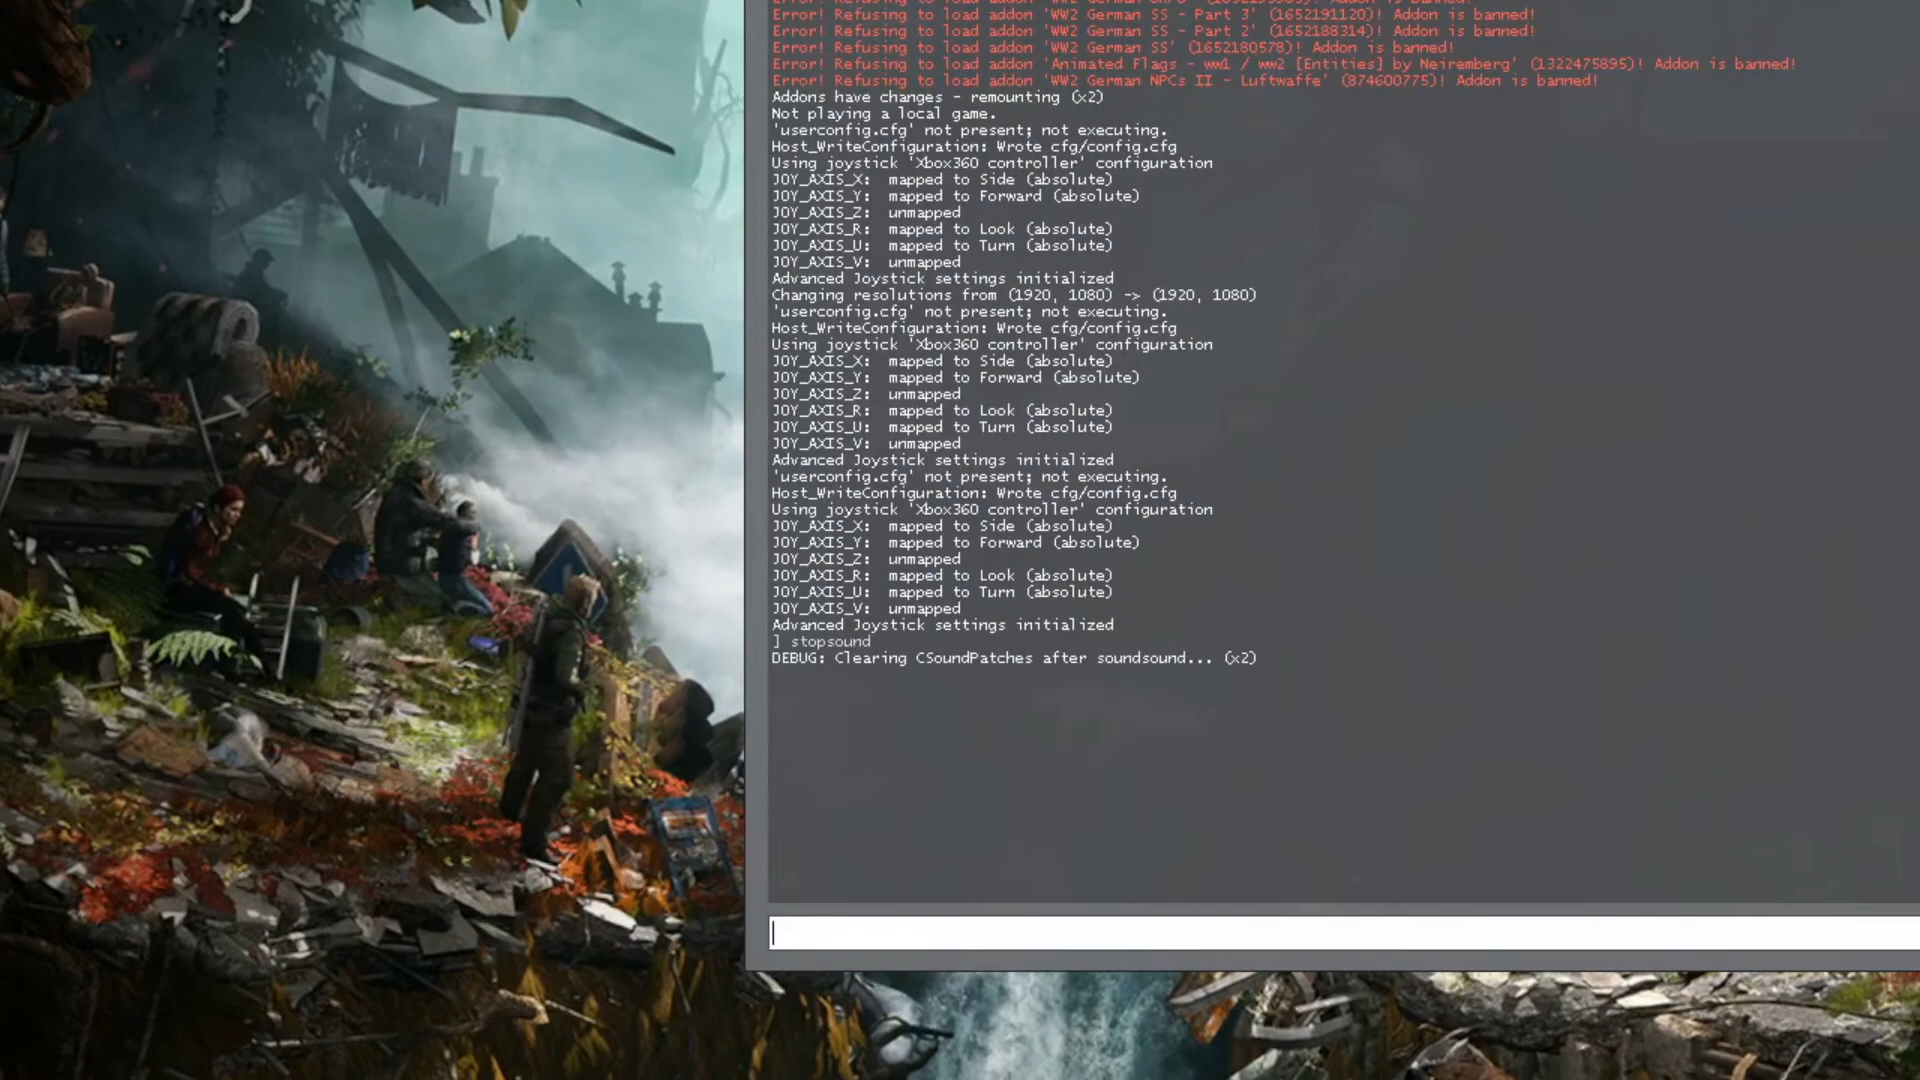 Error! Refusing to load addon 'WW2 German SS - Part 3' (1652191120)! Addon is banned!
Error! Refusing to load addon 'WW2 German SS - Part 2' (1652188314)! Addon is banned!
Error! Refusing to load addon 'WW2 German SS' (1652180578)! Addon is banned!
Error! Refusing to load addon 'Animated Flags - ww1 / ww2 [Entities] by Neiremberg' (1322475895)! Addon is banned!
Error! Refusing to load addon 'WW2 German NPCs II - Luftwaffe' (874600775)! Addon is banned!
Addons have changes - remounting (x2)
Not playing a local game.
'userconfig.cfg' not present; not executing.
Host_WriteConfiguration: Wrote cfg/config.cfg
Using joystick 'Xbox360 controller' configuration
JOY_AXIS_X: mapped to Side (absolute)
JOY_AXIS_Y: mapped to Forward (absolute)
JOY_AXIS_Z: unmapped
JOY_AXIS_R: mapped to Look (absolute)
JOY_AXIS_U: mapped to Turn (absolute)
JOY_AXIS_V: unmapped
Advanced Joystick settings initialized
Changing resolutions from (1920, 1080) -> (1920, 1080)
'userconfig.cfg' not present; not executing.
Host_WriteConfiguration: Wrote cfg/config.cfg
Using joystick 'Xbox360 controller' configuration
JOY_AXIS_X: mapped to Side (absolute)
JOY_AXIS_Y: mapped to Forward (absolute)
JOY_AXIS_Z: unmapped
JOY_AXIS_R: mapped to Look (absolute)
JOY_AXIS_U: mapped to Turn (absolute)
JOY_AXIS_V: unmapped
Advanced Joystick settings initialized
'userconfig.cfg' not present; not executing.
Host_WriteConfiguration: Wrote cfg/config.cfg
Using joystick 'Xbox360 controller' configuration
JOY_AXIS_X: mapped to Side (absolute)
JOY_AXIS_Y: mapped to Forward (absolute)
JOY_AXIS_Z: unmapped
JOY_AXIS_R: mapped to Look (absolute)
JOY_AXIS_U: mapped to Turn (absolute)
JOY_AXIS_V: unmapped
Advanced Joystick settings initialized
] stopsound
DEBUG: Clearing CSoundPatches after soundsound... (x2)